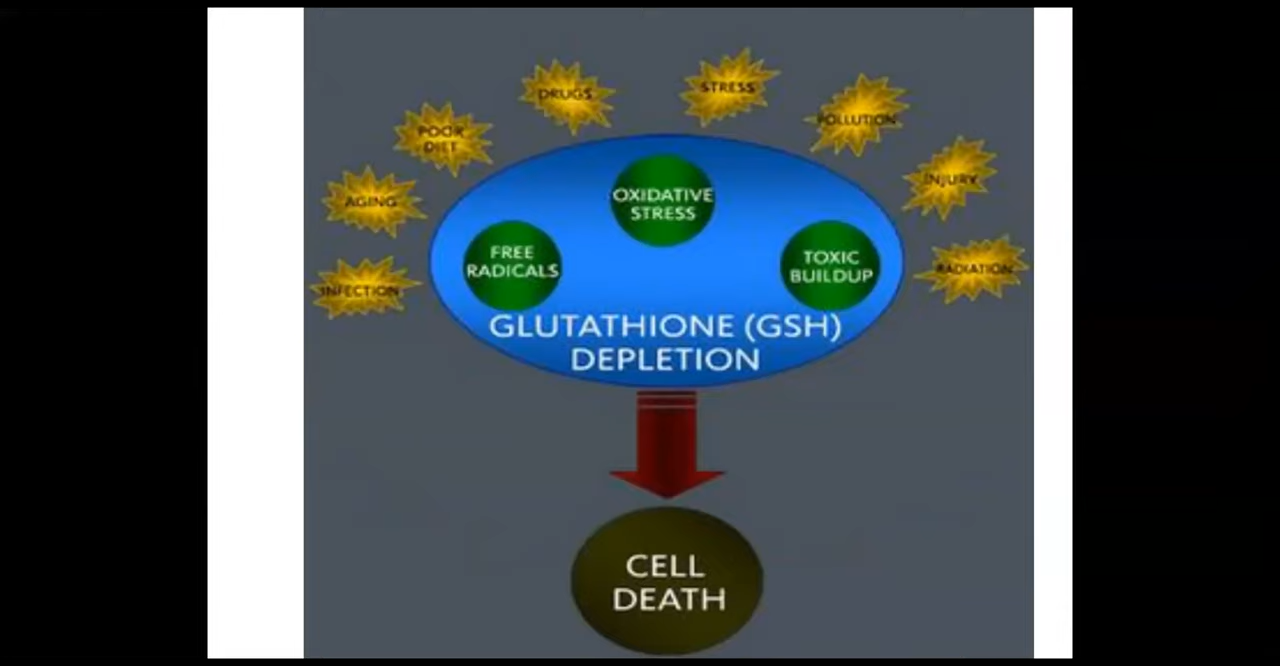 DRUGS
STRESS
POOR
DIET
POLLUTION
AGING
INJURY
INFECTION
RADIATION
OXIDATIVE
STRESS
FREE
RADICALS
TOXIC
BUILDUP
GLUTATHIONE (GSH)
DEPLETION
CELL
DEATH